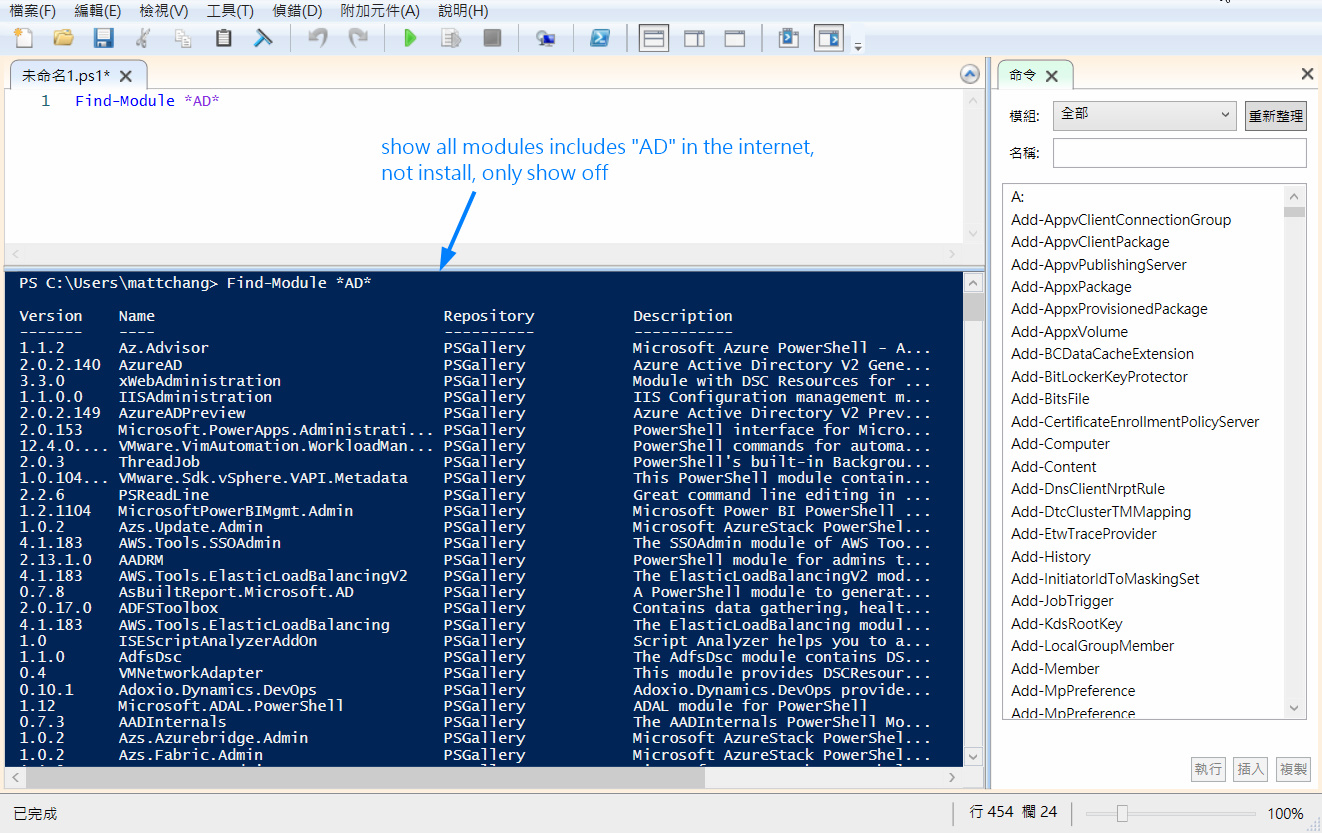 檔案(F) 編輯(E) 檢視(V) 工具(T) 偵錯(D) 附加元件(A) 說明(H)
未命名1.ps1*
1 Find-Module *AD*
show all modules includes "AD" in the internet,
not install, only show off
PS C:\Users\mattchang> Find-Module *AD*
Version Name Repository Description
------- ---- ---------- -----------
1.1.2 Az.Advisor PSGallery Microsoft Azure PowerShell - A...
2.0.2.140 AzureAD PSGallery Azure Active Directory V2 Gene...
3.3.0 xWebAdministration PSGallery Module with DSC Resources for ...
1.1.0.0 IISAdministration PSGallery IIS Configuration management m...
2.0.2.149 AzureADPreview PSGallery Azure Active Directory V2 Prev...
2.0.153 Microsoft.PowerApps.Administrati... PSGallery PowerShell interface for Micro...
12.4.0.... VMware.VimAutomation.WorkloadMan... PSGallery PowerShell commands for automa...
2.0.3 ThreadJob PSGallery PowerShell's built-in Backgrou...
1.0.104... VMware.Sdk.vSphere.VAPI.Metadata PSGallery This PowerShell module contain...
2.2.6 PSReadLine PSGallery Great command line editing in ...
1.2.1104 MicrosoftPowerBIMgmt.Admin PSGallery Microsoft Power BI PowerShell ...
1.0.2 Azs.Update.Admin PSGallery Microsoft AzureStack PowerShel...
4.1.183 AWS.Tools.SSOAdmin PSGallery The SSOAdmin module of AWS Too...
2.13.1.0 AADRM PSGallery PowerShell module for admins t...
4.1.183 AWS.Tools.ElasticLoadBalancingV2 PSGallery The ElasticLoadBalancingV2 mod...
0.7.8 AsBuiltReport.Microsoft.AD PSGallery A PowerShell module to generat...
2.0.17.0 ADFSToolbox PSGallery Contains data gathering, healt...
4.1.183 AWS.Tools.ElasticLoadBalancing PSGallery The ElasticLoadBalancing modul...
1.0 ISEScriptAnalyzerAddOn PSGallery Script Analyzer helps you to a...
1.1.0 AdfsDsc PSGallery The AdfsDsc module contains DS...
0.4 VMNetworkAdapter PSGallery This module provides DSCResour...
0.10.1 Adoxio.Dynamics.DevOps PSGallery Adoxio.Dynamics.DevOps provide...
1.12 Microsoft.ADAL.PowerShell PSGallery ADAL module for PowerShell
0.7.3 AADInternals PSGallery The AADInternals PowerShell Mo...
1.0.2 Azs.Azurebridge.Admin PSGallery Microsoft AzureStack PowerShel...
1.0.2 Azs.Fabric.Admin PSGallery Microsoft AzureStack PowerShel...
命令
模組: 全部 重新整理
名稱:
A:
Add-AppvClientConnectionGroup
Add-AppvClientPackage
Add-AppvPublishingServer
Add-AppxPackage
Add-AppxProvisionedPackage
Add-AppxVolume
Add-BCDataCacheExtension
Add-BitLockerKeyProtector
Add-BitsFile
Add-CertificateEnrollmentPolicyServer
Add-Computer
Add-Content
Add-DnsClientNrptRule
Add-DtcClusterTMMapping
Add-EtwTraceProvider
Add-History
Add-InitiatorIdToMaskingSet
Add-JobTrigger
Add-KdsRootKey
Add-LocalGroupMember
Add-Member
Add-MpPreference
Add-MpPreference
執行 插入 複製
已完成 行 454 欄 24 100%